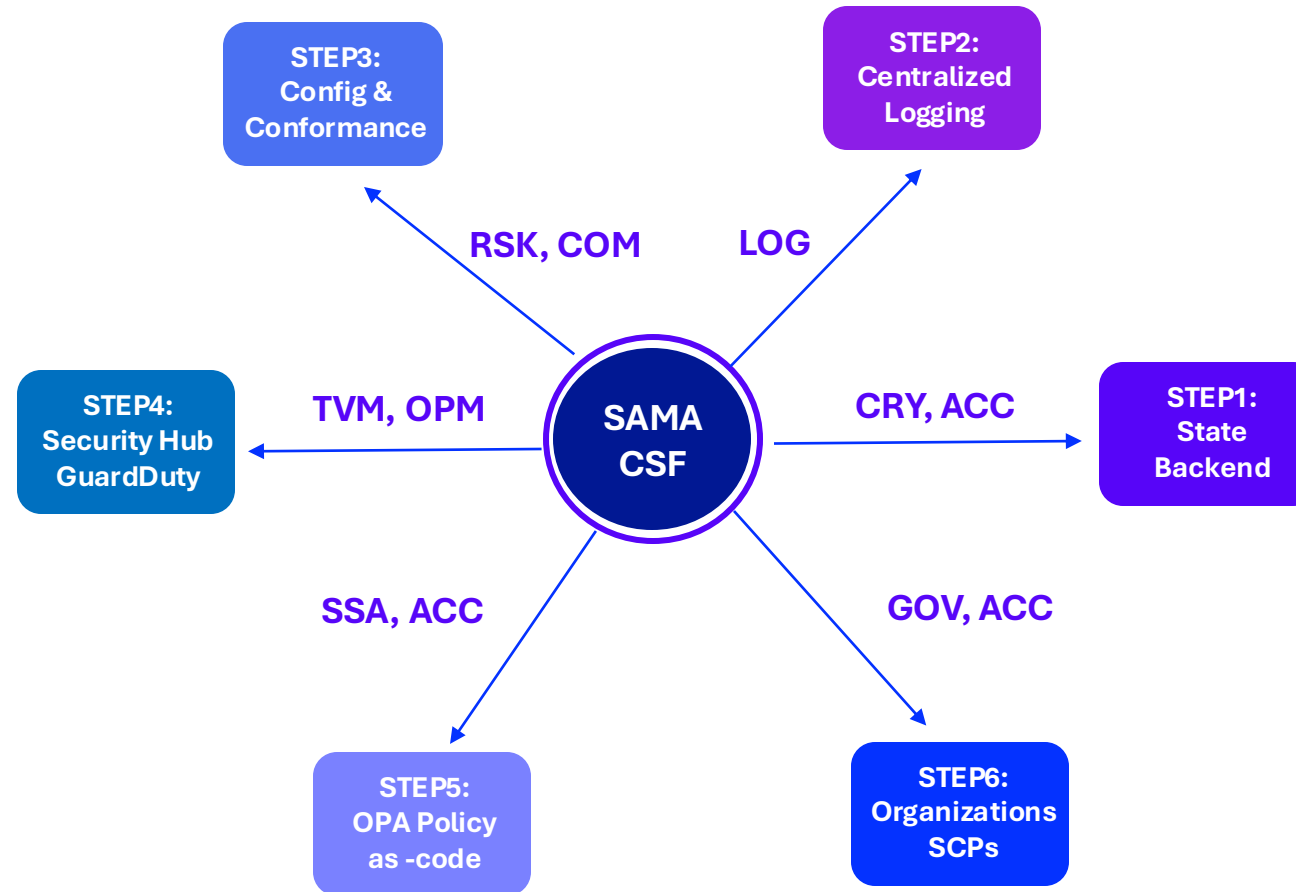 STEP3:
Config &
Conformance
STEP2:
Centralized
Logging
RSK, COM
LOG
STEP4:
Security Hub
GuardDuty
TVM, OPM
SAMA
CSF
CRY, ACC
STEP1:
State
Backend
SSA, ACC
GOV, ACC
STEP5:
OPA Policy
as -code
STEP6:
Organizations
SCPs